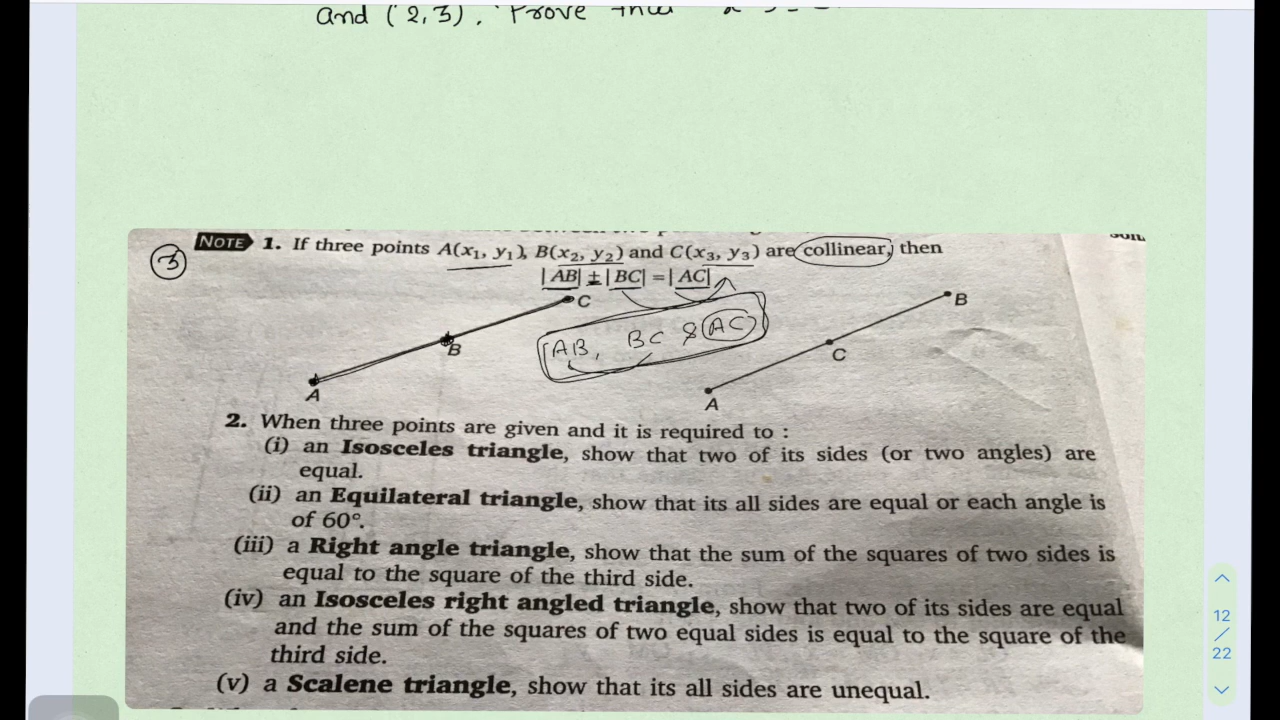 and (2,3). Prove that
3
NOTE 1. If three points A(x₁, y₁), B(x₂, y₂) and C(x₃, y₃) are collinear, then
|AB| ± |BC| = |AC|
C
B
A
AB, BC & AC
B
C
A
2. When three points are given and it is required to :
(i) an Isosceles triangle, show that two of its sides (or two angles) are
equal.
(ii) an Equilateral triangle, show that its all sides are equal or each angle is
of 60°.
(iii) a Right angle triangle, show that the sum of the squares of two sides is
equal to the square of the third side.
(iv) an Isosceles right angled triangle, show that two of its sides are equal
and the sum of the squares of two equal sides is equal to the square of the
third side.
(v) a Scalene triangle, show that its all sides are unequal.
12
/
22